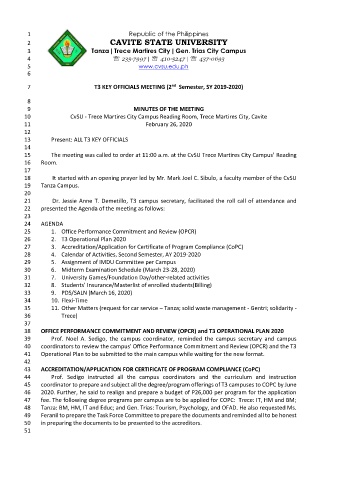 1 Republic of the Philippines
2 CAVITE STATE UNIVERSITY
3 Tanza | Trece Martires City | Gen. Trias City Campus
4 ☏ 235-7997 | ☏ 410-5247 | ☏ 437-0693
5 www.cvsu.edu.ph
6
7 T3 KEY OFFICIALS MEETING (2nd Semester, SY 2019-2020)
8
9 MINUTES OF THE MEETING
10 CvSU - Trece Martires City Campus Reading Room, Trece Martires City, Cavite
11 February 26, 2020
12
13 Present: ALL T3 KEY OFFICIALS
14
15 The meeting was called to order at 11:00 a.m. at the CvSU Trece Martires City Campus' Reading
16 Room.
17
18 It started with an opening prayer led by Mr. Mark Joel C. Sibulo, a faculty member of the CvSU
19 Tanza Campus.
20
21 Dr. Jessie Anne T. Demetillo, T3 campus secretary, facilitated the roll call of attendance and
22 presented the Agenda of the meeting as follows:
23
24 AGENDA
25 1. Office Performance Commitment and Review (OPCR)
26 2. T3 Operational Plan 2020
27 3. Accreditation/Application for Certificate of Program Compliance (CoPC)
28 4. Calendar of Activities, Second Semester, AY 2019-2020
29 5. Assignment of IMDU Committee per Campus
30 6. Midterm Examination Schedule (March 23-28, 2020)
31 7. University Games/Foundation Day/other-related activities
32 8. Students' Insurance/Masterlist of enrolled students(Billing)
33 9. PDS/SALN (March 16, 2020)
34 10. Flexi-Time
35 11. Other Matters (request for car service – Tanza; solid waste management - Gentri; solidarity -
36 Trece)
37
38 OFFICE PERFORMANCE COMMITMENT AND REVIEW (OPCR) and T3 OPERATIONAL PLAN 2020
39 Prof. Noel A. Sedigo, the campus coordinator, reminded the campus secretary and campus
40 coordinators to review the campus' Office Performance Commitment and Review (OPCR) and the T3
41 Operational Plan to be submitted to the main campus while waiting for the new format.
42
43 ACCREDITATION/APPLICATION FOR CERTIFICATE OF PROGRAM COMPLIANCE (CoPC)
44 Prof. Sedigo instructed all the campus coordinators and the curriculum and instruction
45 coordinator to prepare and subject all the degree/program offerings of T3 campuses to COPC by June
46 2020. Further, he said to realign and prepare a budget of P26,000 per program for the application
47 fee. The following degree programs per campus are to be applied for COPC: Trece: IT, HM and BM;
48 Tanza: BM, HM, IT and Educ; and Gen. Trias: Tourism, Psychology, and OFAD. He also requested Ms.
49 Feranil to prepare the Task Force Committee to prepare the documents and reminded all to be honest
50 in preparing the documents to be presented to the accreditors.
51